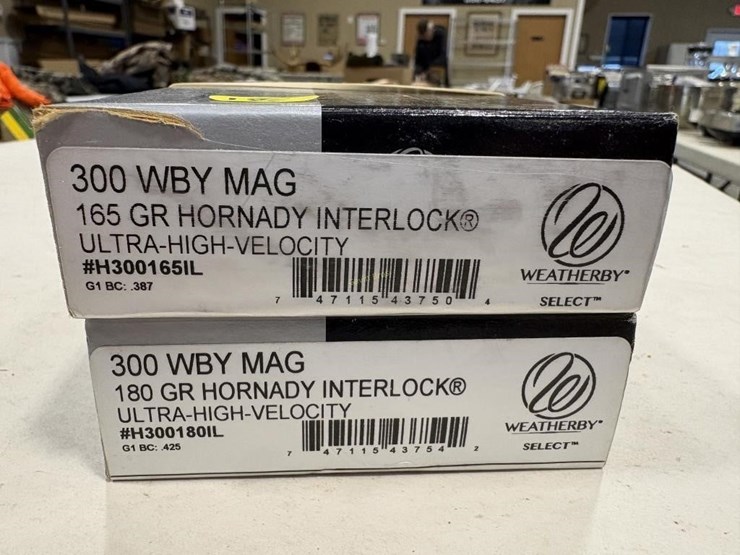 300 WBY MAG
165 GR HORNADY INTERLOCK®
ULTRA-HIGH-VELOCITY
#H300165IL
G1 BC: .387
7 47115 43750 4
WEATHERBY®
SELECT™
300 WBY MAG
180 GR HORNADY INTERLOCK®
ULTRA-HIGH-VELOCITY
#H300180IL
G1 BC: .425
7 47115 43754 2
WEATHERBY®
SELECT™